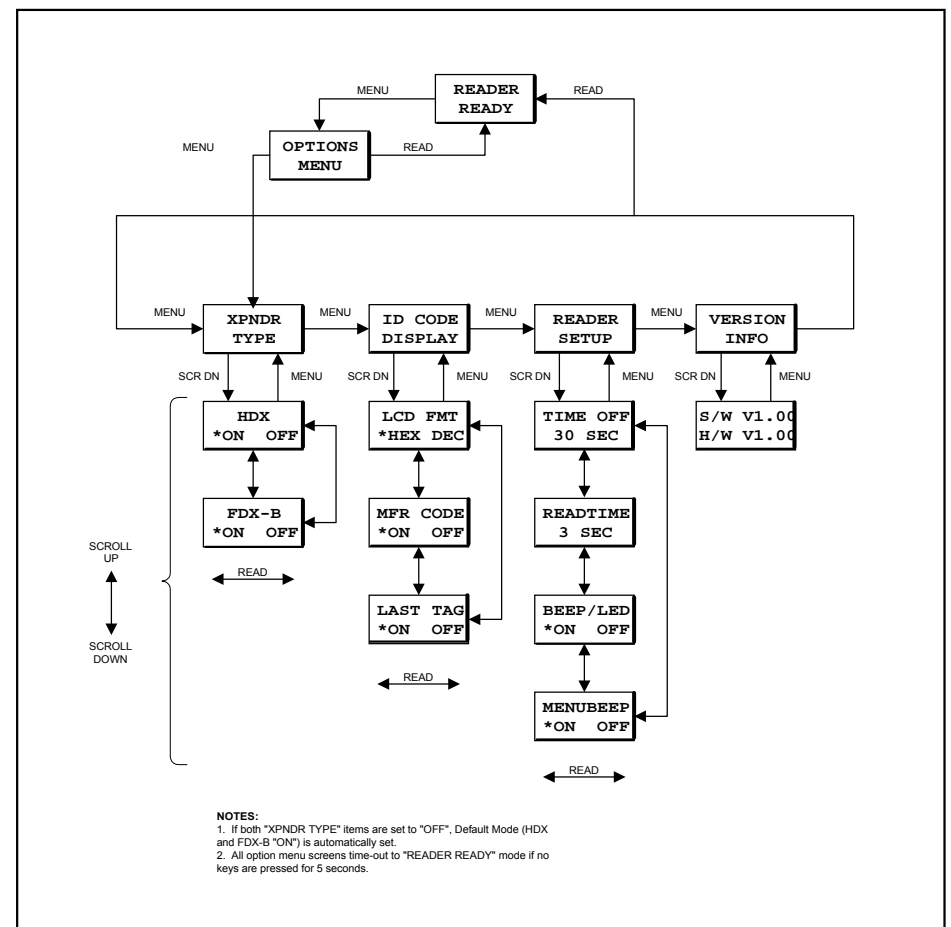 READER
READY
MENU
READ
OPTIONS
MENU
MENU
READ
MENU
XPNDR
TYPE
MENU
ID CODE
DISPLAY
MENU
READER
SETUP
MENU
VERSION
INFO
SCR DN
MENU
SCR DN
MENU
SCR DN
MENU
SCR DN
MENU
HDX
*ON OFF
LCD FMT
*HEX DEC
TIME OFF
30 SEC
S/W V1.00
H/W V1.00
FDX-B
*ON OFF
MFR CODE
*ON OFF
READTIME
3 SEC
SCROLL
UP
SCROLL
DOWN
READ
LAST TAG
*ON OFF
BEEP/LED
*ON OFF
READ
MENUBEEP
*ON OFF
READ
NOTES:
1. If both "XPNDR TYPE" items are set to "OFF", Default Mode (HDX
and FDX-B "ON") is automatically set.
2. All option menu screens time-out to "READER READY" mode if no
keys are pressed for 5 seconds.